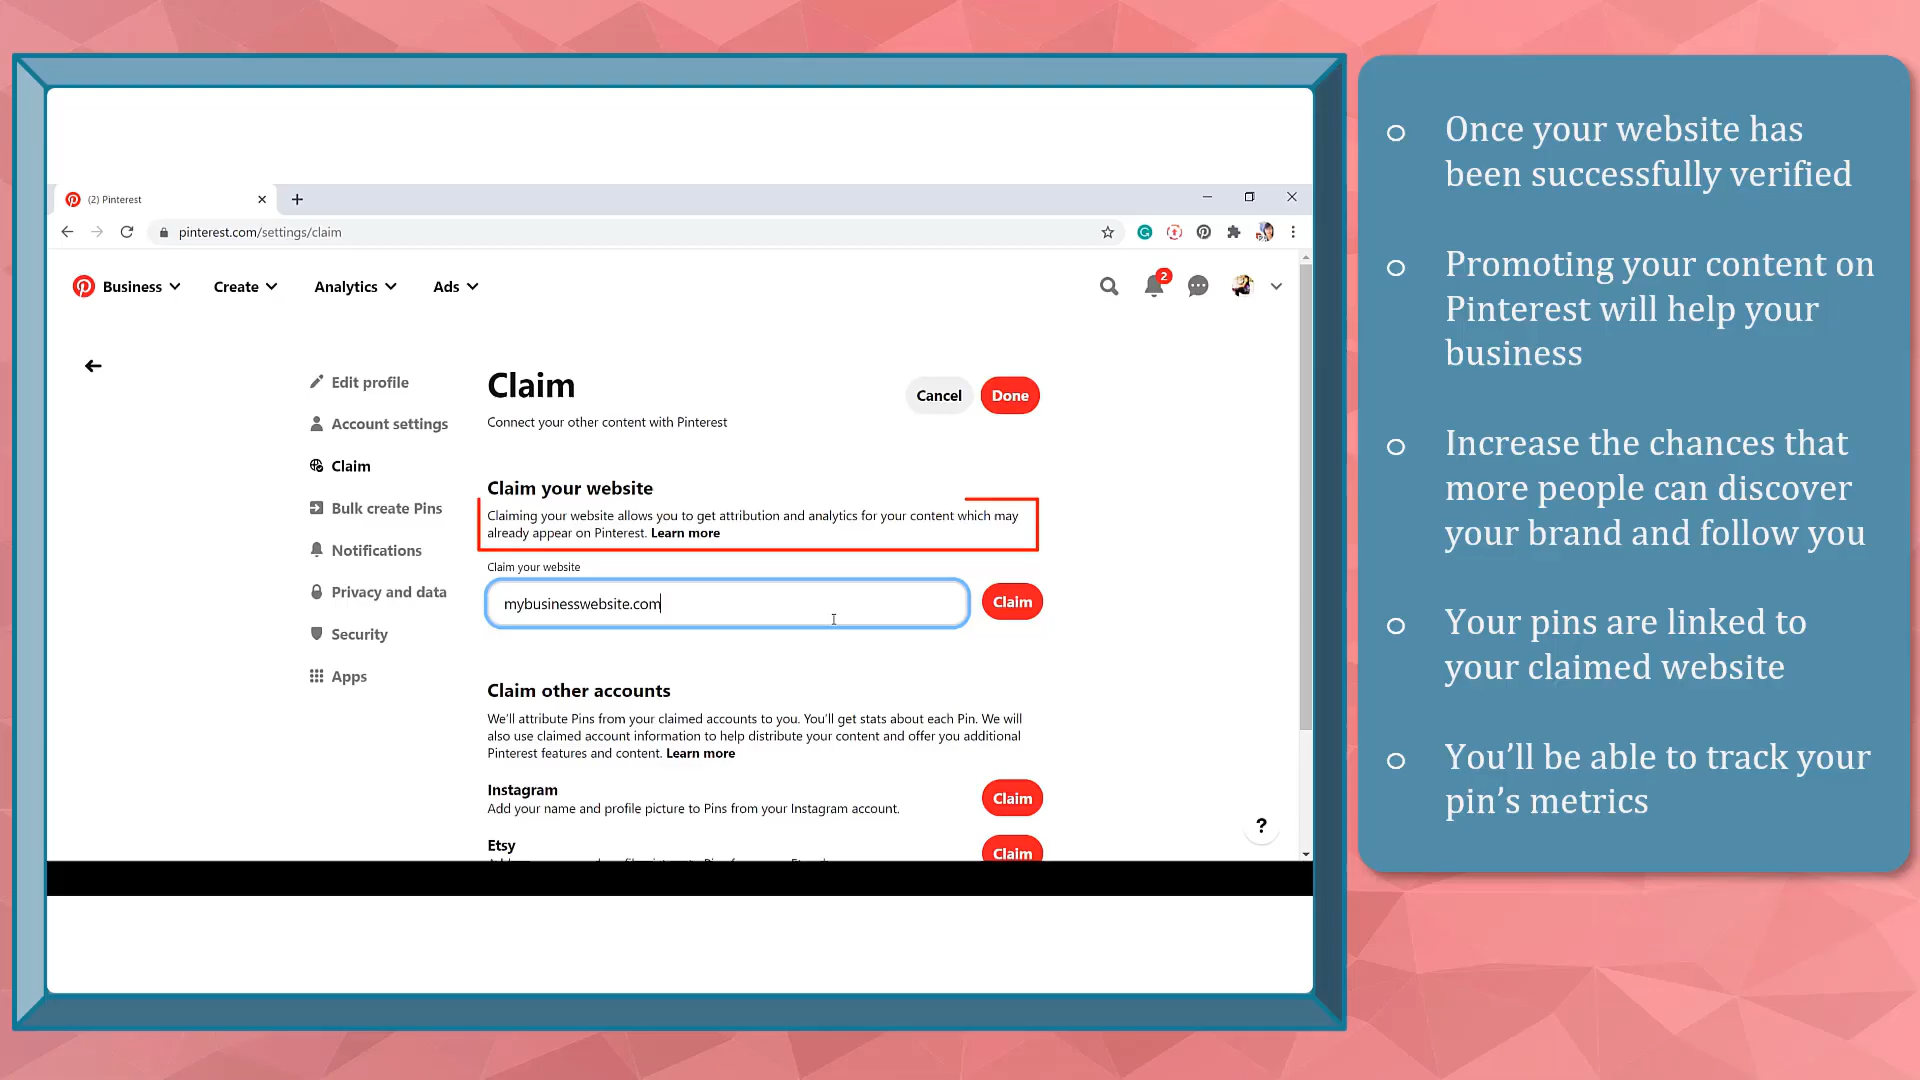 (2) Pinterest
pinterest.com/settings/claim
Business
Create
Analytics
Ads
2
Edit profile
Account settings
Claim
Bulk create Pins
Notifications
Privacy and data
Security
Apps
Claim
Cancel
Done
Connect your other content with Pinterest
Claim your website
Claiming your website allows you to get attribution and analytics for your content which may
already appear on Pinterest. Learn more
Claim your website
mybusinesswebsite.com
Claim
Claim other accounts
We'll attribute Pins from your claimed accounts to you. You'll get stats about each Pin. We will
also use claimed account information to help distribute your content and offer you additional
Pinterest features and content. Learn more
Instagram
Add your name and profile picture to Pins from your Instagram account.
Claim
Etsy
Claim
?
Once your website has
been successfully verified
Promoting your content on
Pinterest will help your
business
Increase the chances that
more people can discover
your brand and follow you
Your pins are linked to
your claimed website
You’ll be able to track your
pin’s metrics